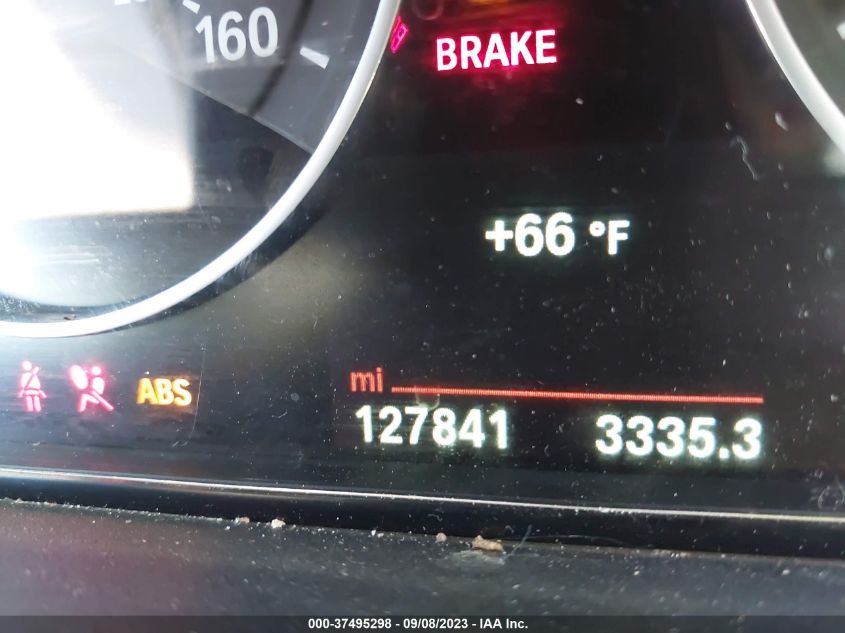 160
BRAKE
+66 °F
ABS
mi
127841 3335.3
000-37495298 - 09/08/2023 - IAA Inc.